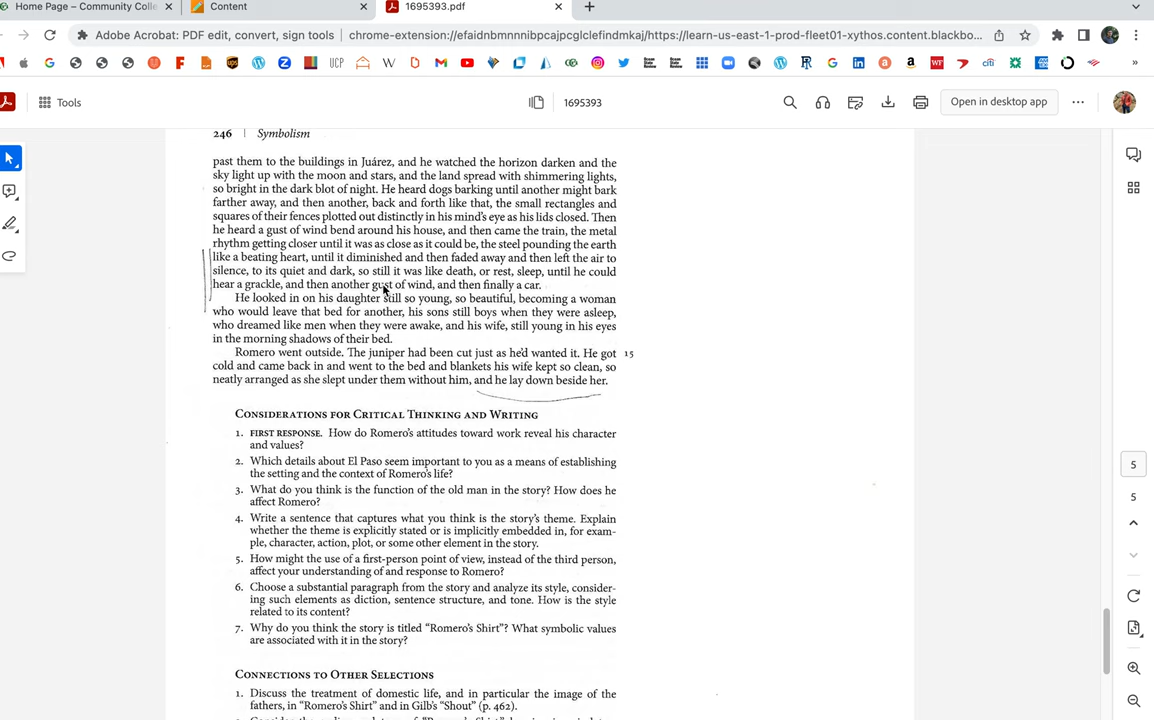 Home Page – Community Colle
Content
1695393.pdf
Adobe Acrobat: PDF edit, convert, sign tools | chrome-extension://efaidnbmnnnibpcajpcglclefindmkaj/https://learn-us-east-1-prod-fleet01-xythos.content.blackbo...
UCP
Tools
1695393
Open in desktop app
246 | Symbolism
past them to the buildings in Juárez, and he watched the horizon darken and the
sky light up with the moon and stars, and the land spread with shimmering lights,
so bright in the dark blot of night. He heard dogs barking until another might bark
farther away, and then another, back and forth like that, the small rectangles and
squares of their fences plotted out distinctly in his mind's eye as his lids closed. Then
he heard a gust of wind bend around his house, and then came the train, the metal
rhythm getting closer until it was as close as it could be, the steel pounding the earth
like a beating heart, until it diminished and then faded away and then left the air to
silence, to its quiet and dark, so still it was like death, or rest, sleep, until he could
hear a grackle, and then another gust of wind, and then finally a car.
He looked in on his daughter still so young, so beautiful, becoming a woman
who would leave that bed for another, his sons still boys when they were asleep,
who dreamed like men when they were awake, and his wife, still young in his eyes
in the morning shadows of their bed.
Romero went outside. The juniper had been cut just as he'd wanted it. He got 15
cold and came back in and went to the bed and blankets his wife kept so clean, so
neatly arranged as she slept under them without him, and he lay down beside her.
CONSIDERATIONS FOR CRITICAL THINKING AND WRITING
1. FIRST RESPONSE. How do Romero's attitudes toward work reveal his character
and values?
2. Which details about El Paso seem important to you as a means of establishing
the setting and the context of Romero's life?
3. What do you think is the function of the old man in the story? How does he
affect Romero?
4. Write a sentence that captures what you think is the story's theme. Explain
whether the theme is explicitly stated or is implicitly embedded in, for exam-
ple, character, action, plot, or some other element in the story.
5. How might the use of a first-person point of view, instead of the third person,
affect your understanding of and response to Romero?
6. Choose a substantial paragraph from the story and analyze its style, consider-
ing such elements as diction, sentence structure, and tone. How is the style
related to its content?
7. Why do you think the story is titled "Romero's Shirt"? What symbolic values
are associated with it in the story?
CONNECTIONS TO OTHER SELECTIONS
1. Discuss the treatment of domestic life, and in particular the image of the
fathers, in "Romero's Shirt" and in Gilb's "Shout" (p. 462).
5
5